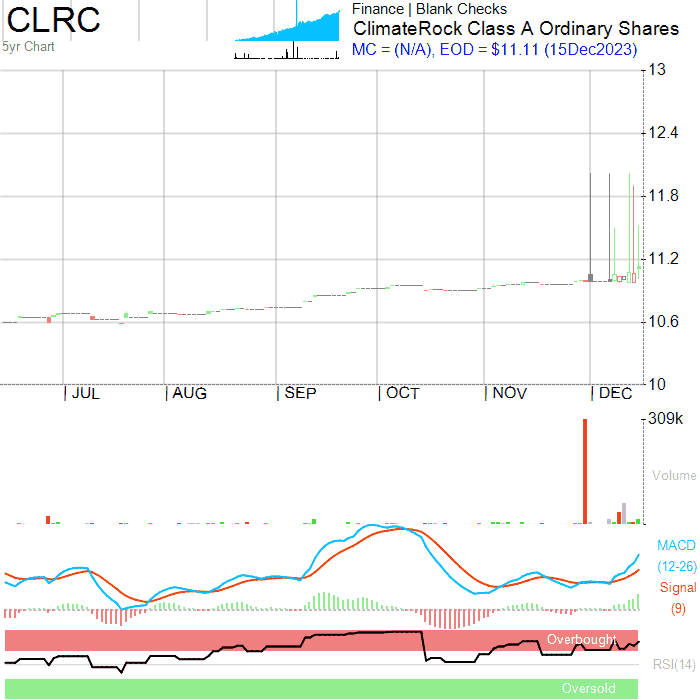 CLRC
5yr Chart
Finance | Blank Checks
ClimateRock Class A Ordinary Shares
MC = (N/A), EOD = $11.11 (15Dec2023)
13
12.4
11.8
11.2
10.6
10
| JUL | AUG | SEP | OCT | NOV | DEC
309k
Volume
MACD
(12-26)
Signal
(9)
Overbought
RSI(14)
Oversold